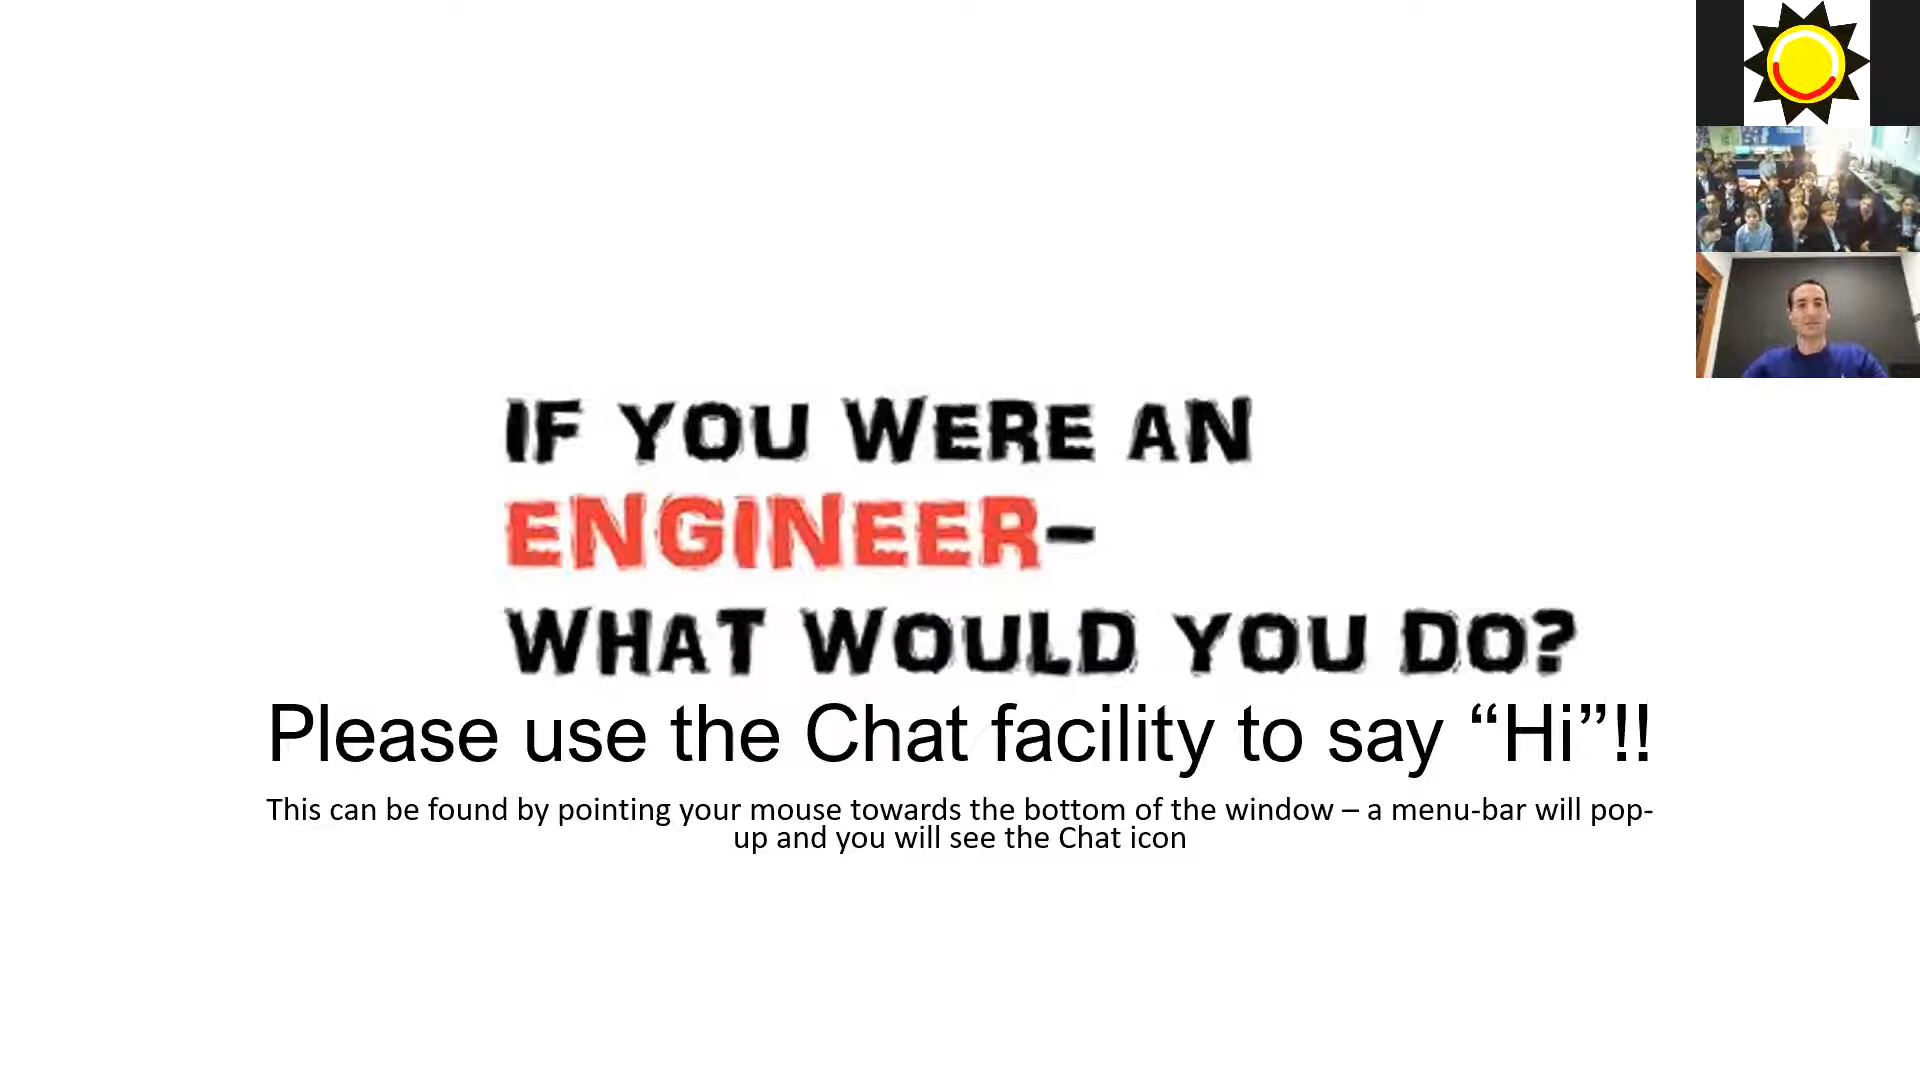 IF YOU WERE AN
ENGINEER–
WHAT WOULD YOU DO?
Please use the Chat facility to say “Hi”!!
This can be found by pointing your mouse towards the bottom of the window – a menu-bar will pop-
up and you will see the Chat icon